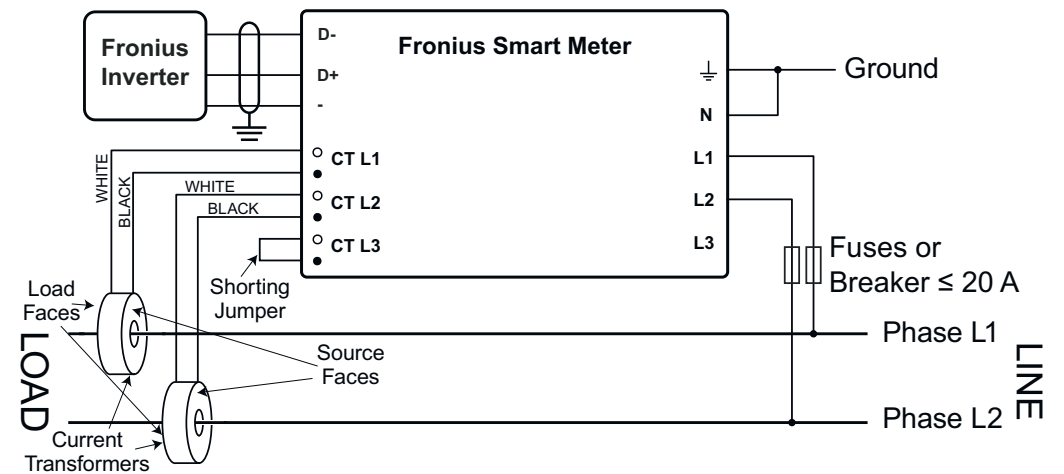 Fronius
Inverter
Fronius Smart Meter
D-
D+
-
N
L1
L2
L3
Ground
CT L1
CT L2
CT L3
WHITE
BLACK
WHITE
BLACK
Shorting
Jumper
Fuses or
Breaker ≤ 20 A
Load
Faces
Source
Faces
LOAD
LINE
Phase L1
Phase L2
Current
Transformers